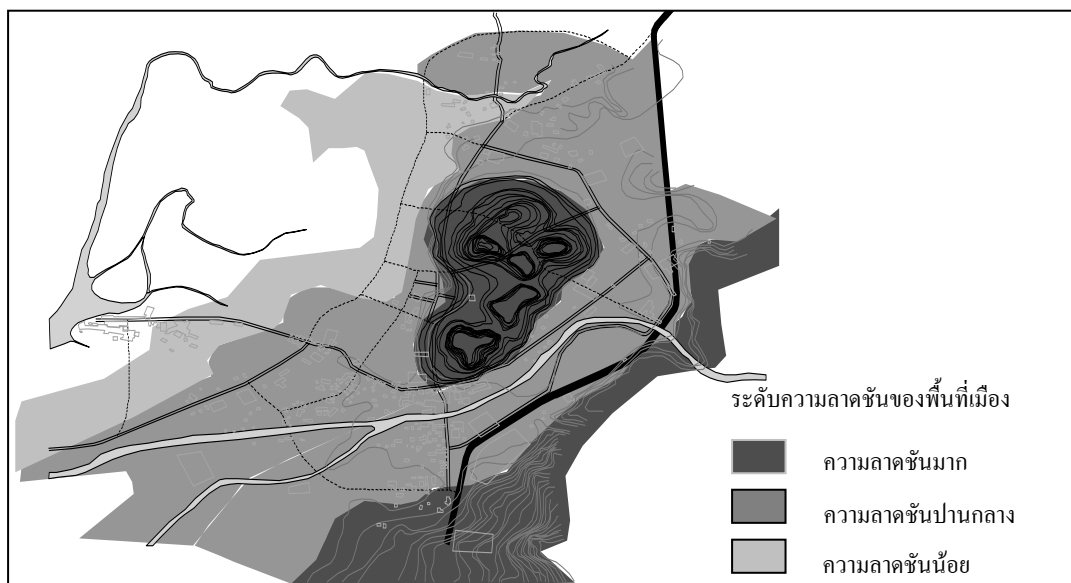 ระดับความลาดชันของพื้นที่เมือง
ความลาดชันมาก
ความลาดชันปานกลาง
ความลาดชันน้อย